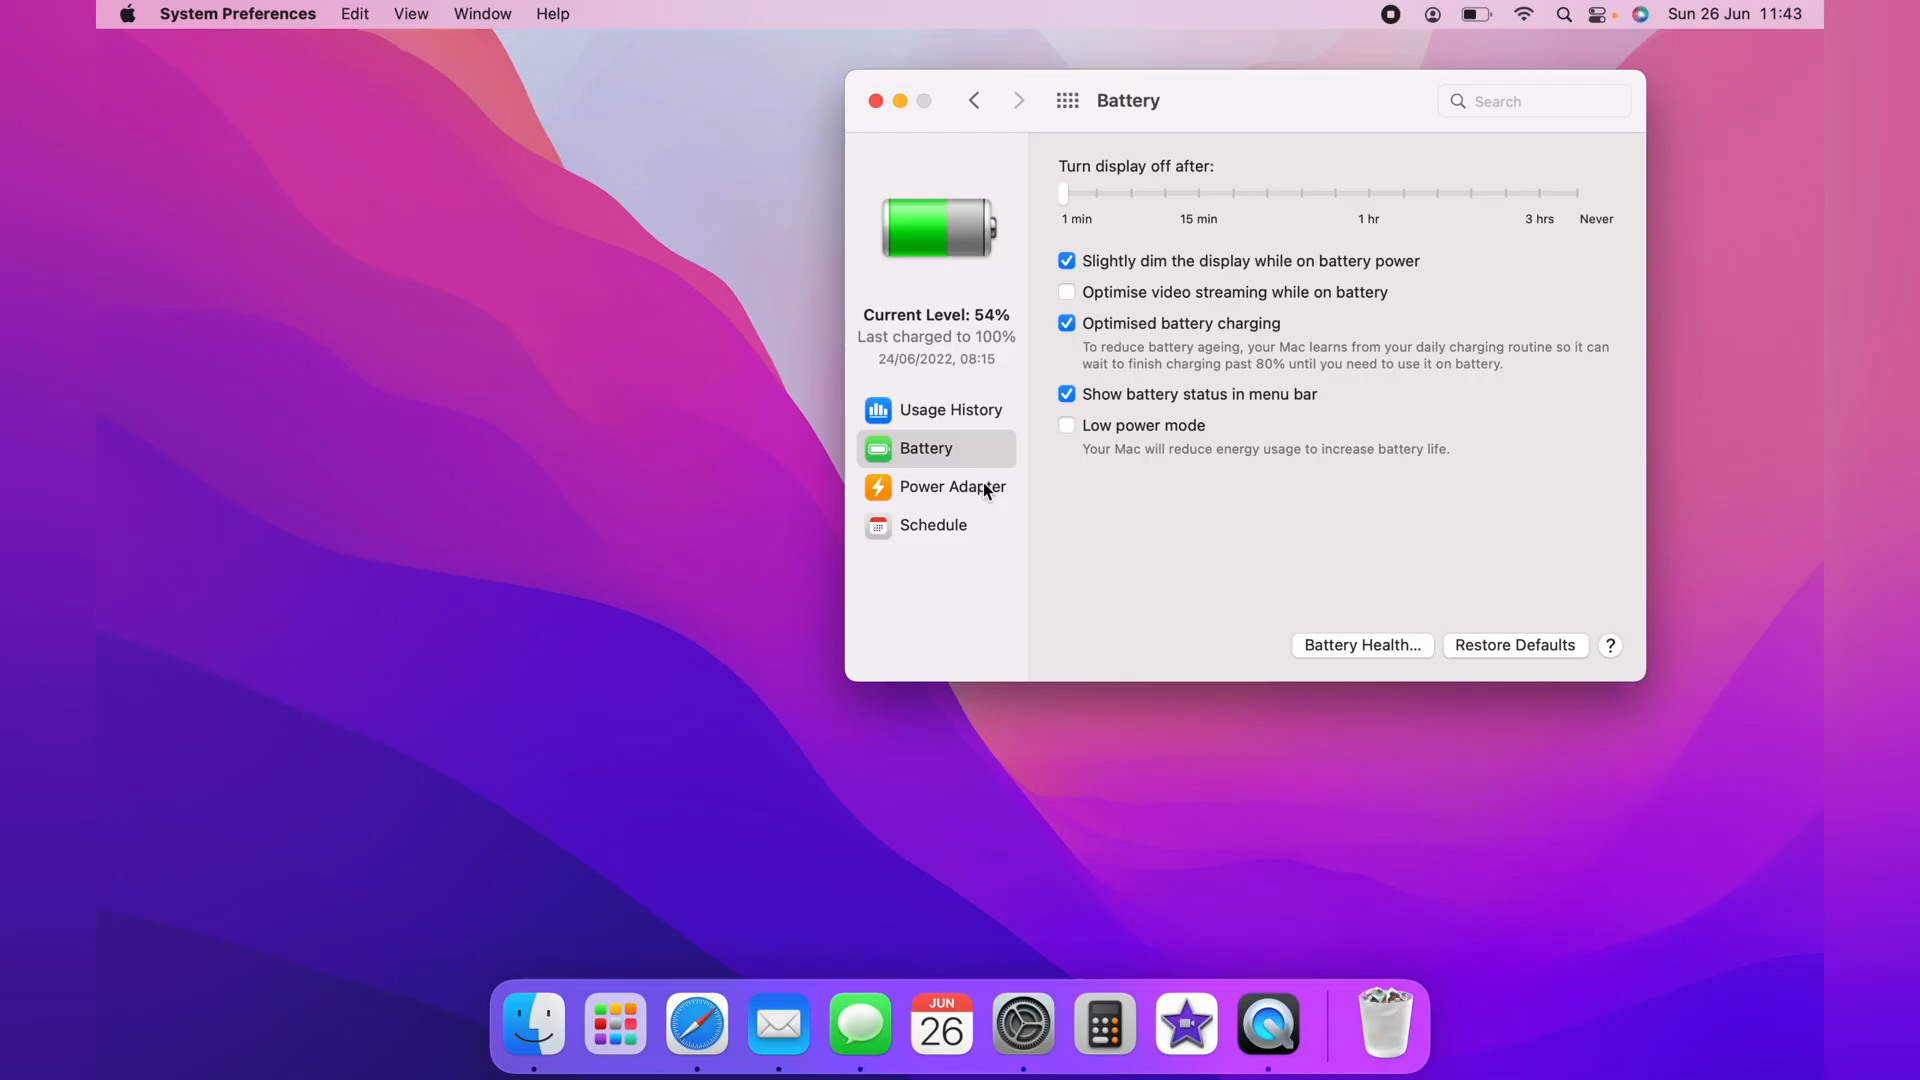 System Preferences Edit View Window Help Sun 26 Jun 11:43
Battery
Search
Turn display off after:
1 min 15 min 1 hr 3 hrs Never
Slightly dim the display while on battery power
Optimise video streaming while on battery
Optimised battery charging
To reduce battery ageing, your Mac learns from your daily charging routine so it can
wait to finish charging past 80% until you need to use it on battery.
Show battery status in menu bar
Low power mode
Your Mac will reduce energy usage to increase battery life.
Current Level: 54%
Last charged to 100%
24/06/2022, 08:15
Usage History
Battery
Power Adapter
Schedule
Battery Health... Restore Defaults ?
JUN
26